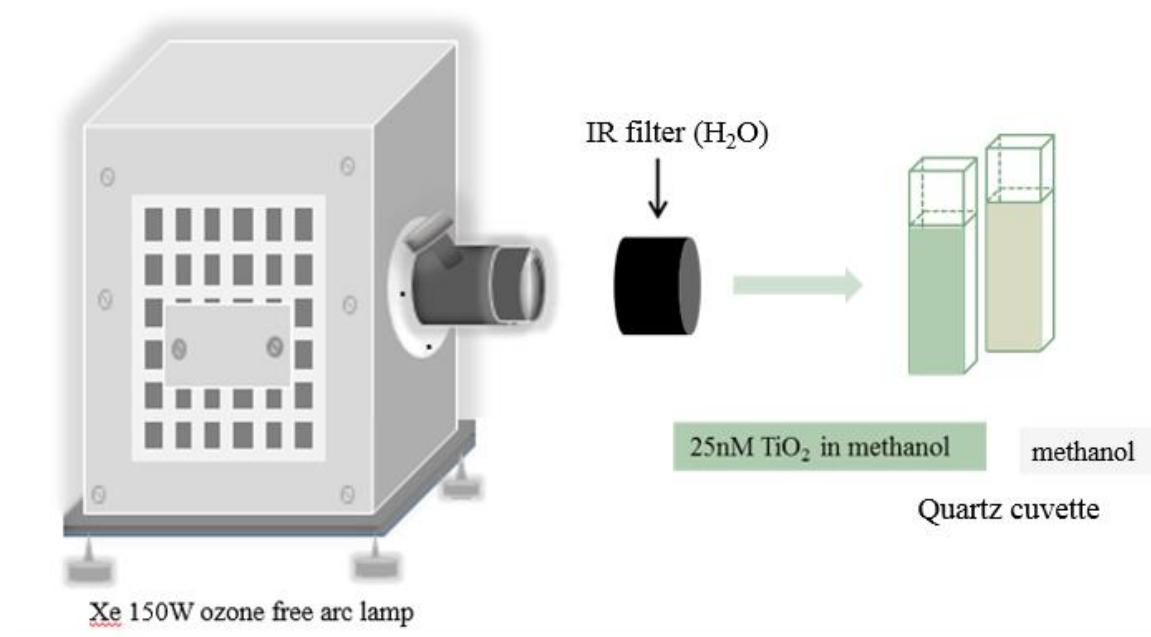 IR filter (H₂O)
25nM TiO₂ in methanol
methanol
Quartz cuvette
Xe 150W ozone free arc lamp